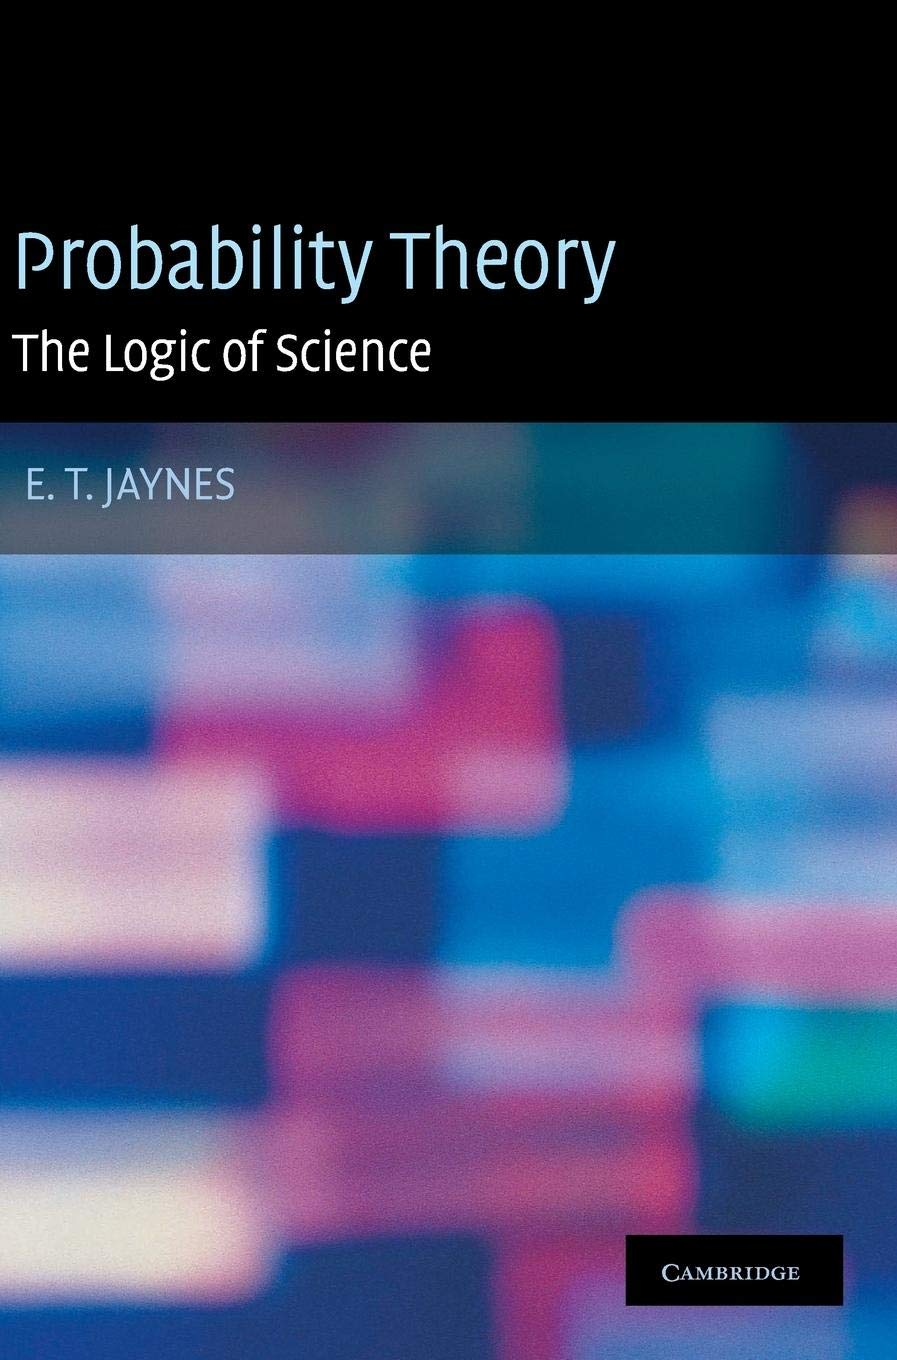 Probability Theory
The Logic of Science
E. T. JAYNES
CAMBRIDGE